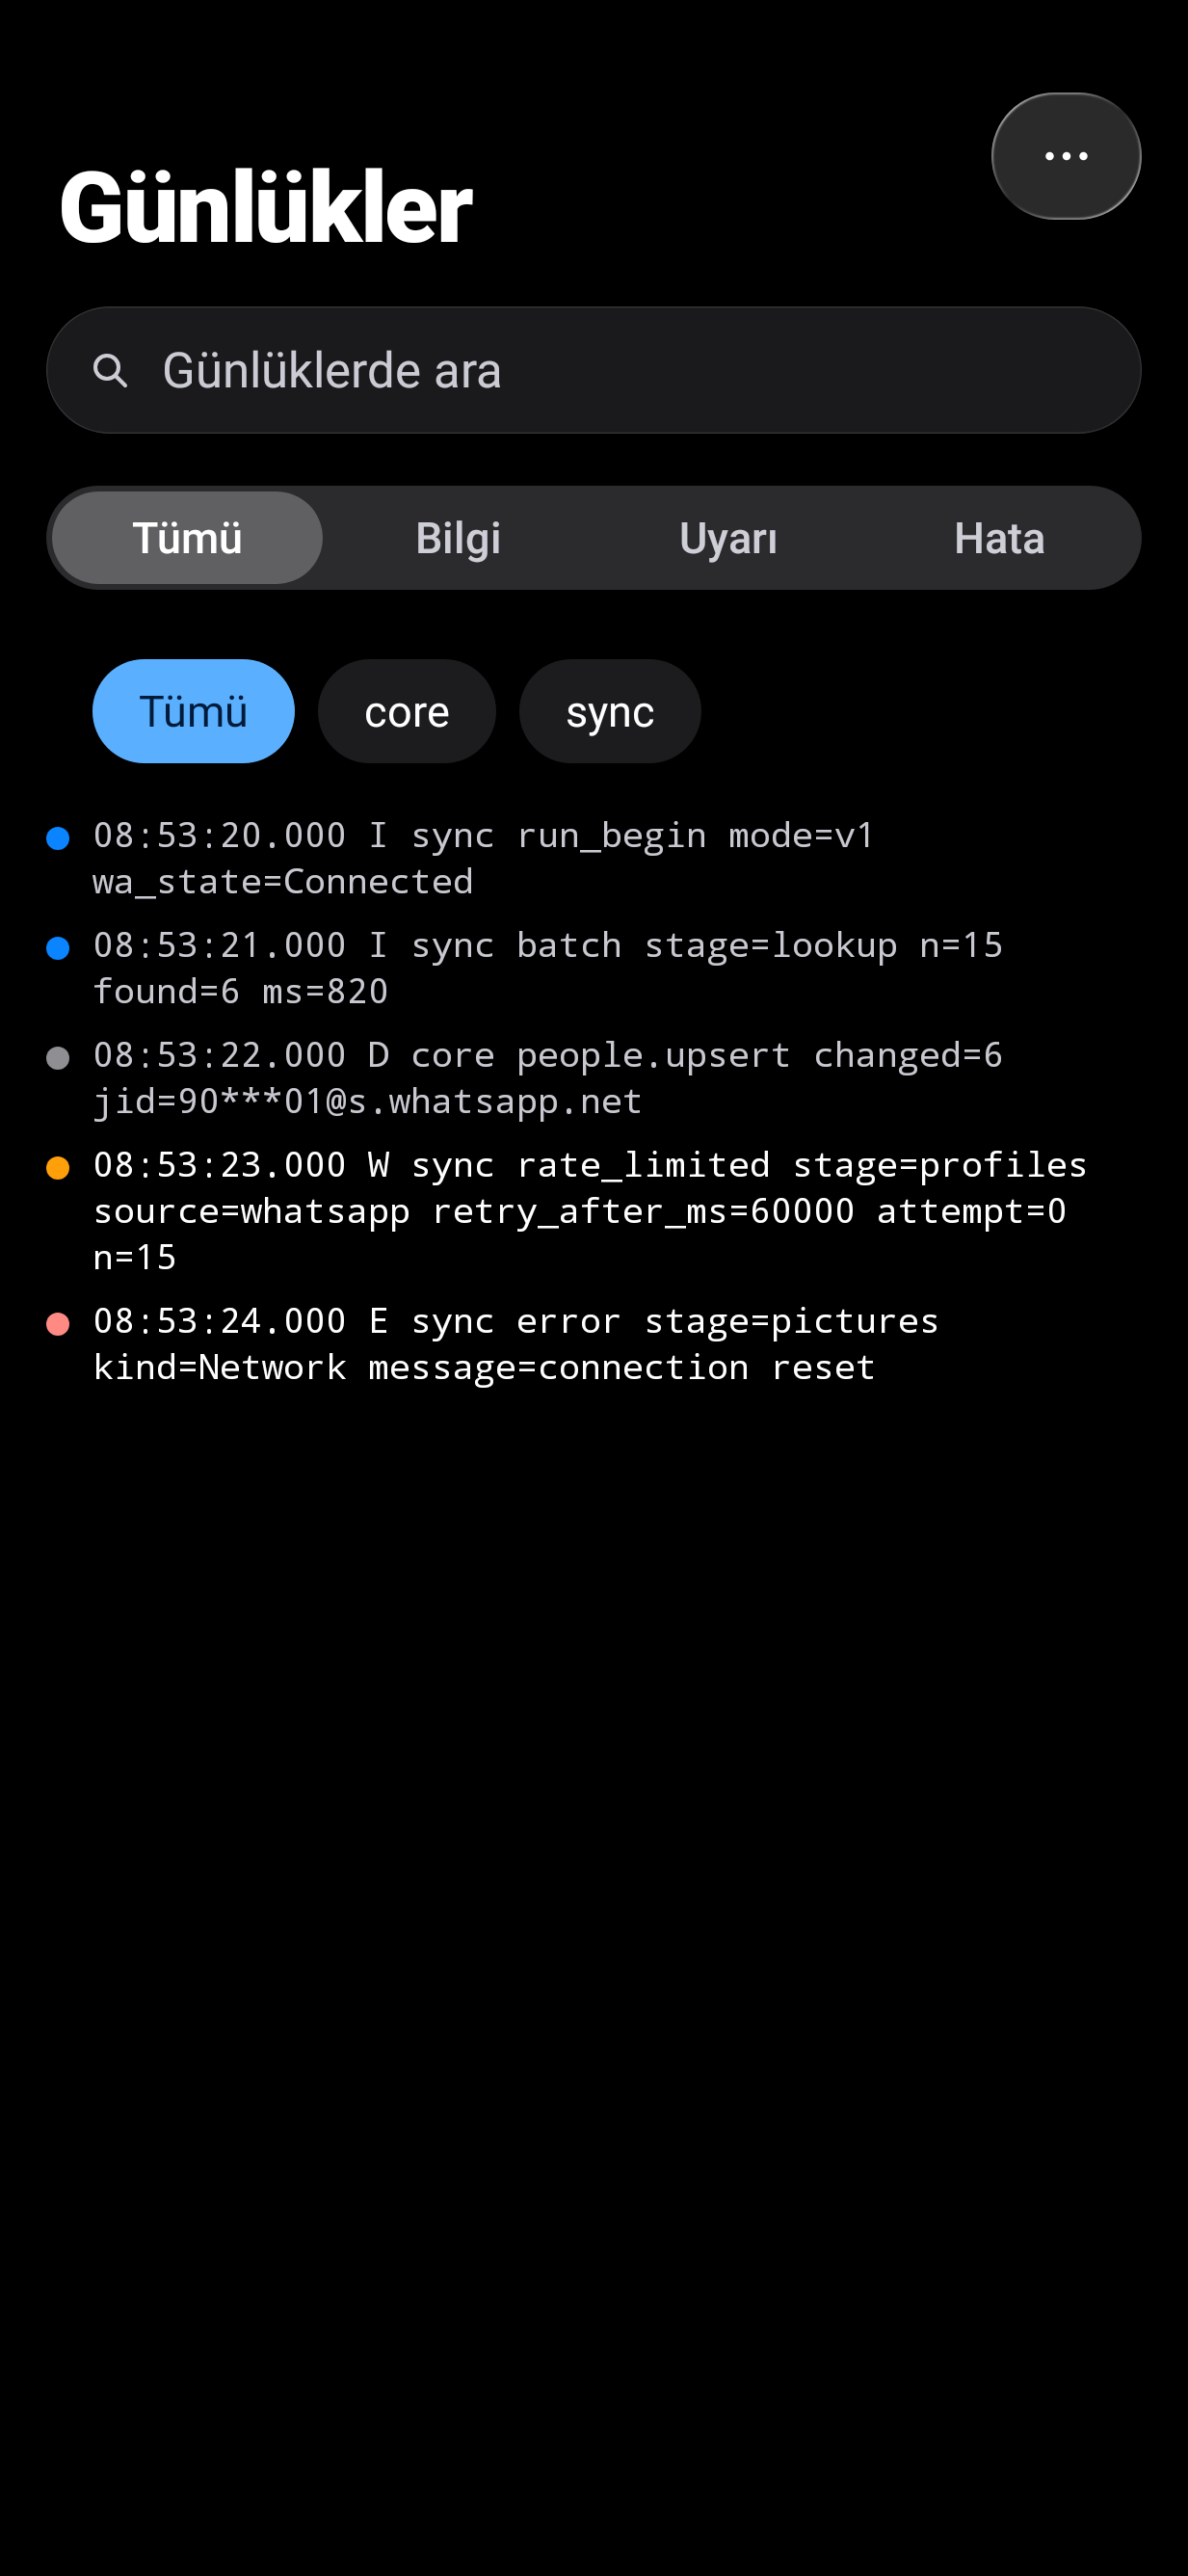 Günlükler
Günlüklerde ara
Tümü Bilgi Uyarı Hata
Tümü core sync
08:53:20.000 I sync run_begin mode=v1
wa_state=Connected
08:53:21.000 I sync batch stage=lookup n=15
found=6 ms=820
08:53:22.000 D core people.upsert changed=6
jid=90***01@s.whatsapp.net
08:53:23.000 W sync rate_limited stage=profiles
source=whatsapp retry_after_ms=60000 attempt=0
n=15
08:53:24.000 E sync error stage=pictures
kind=Network message=connection reset